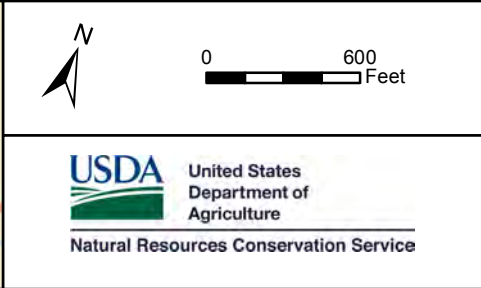 N
0 600
Feet
USDA
United States
Department of
Agriculture
Natural Resources Conservation Service